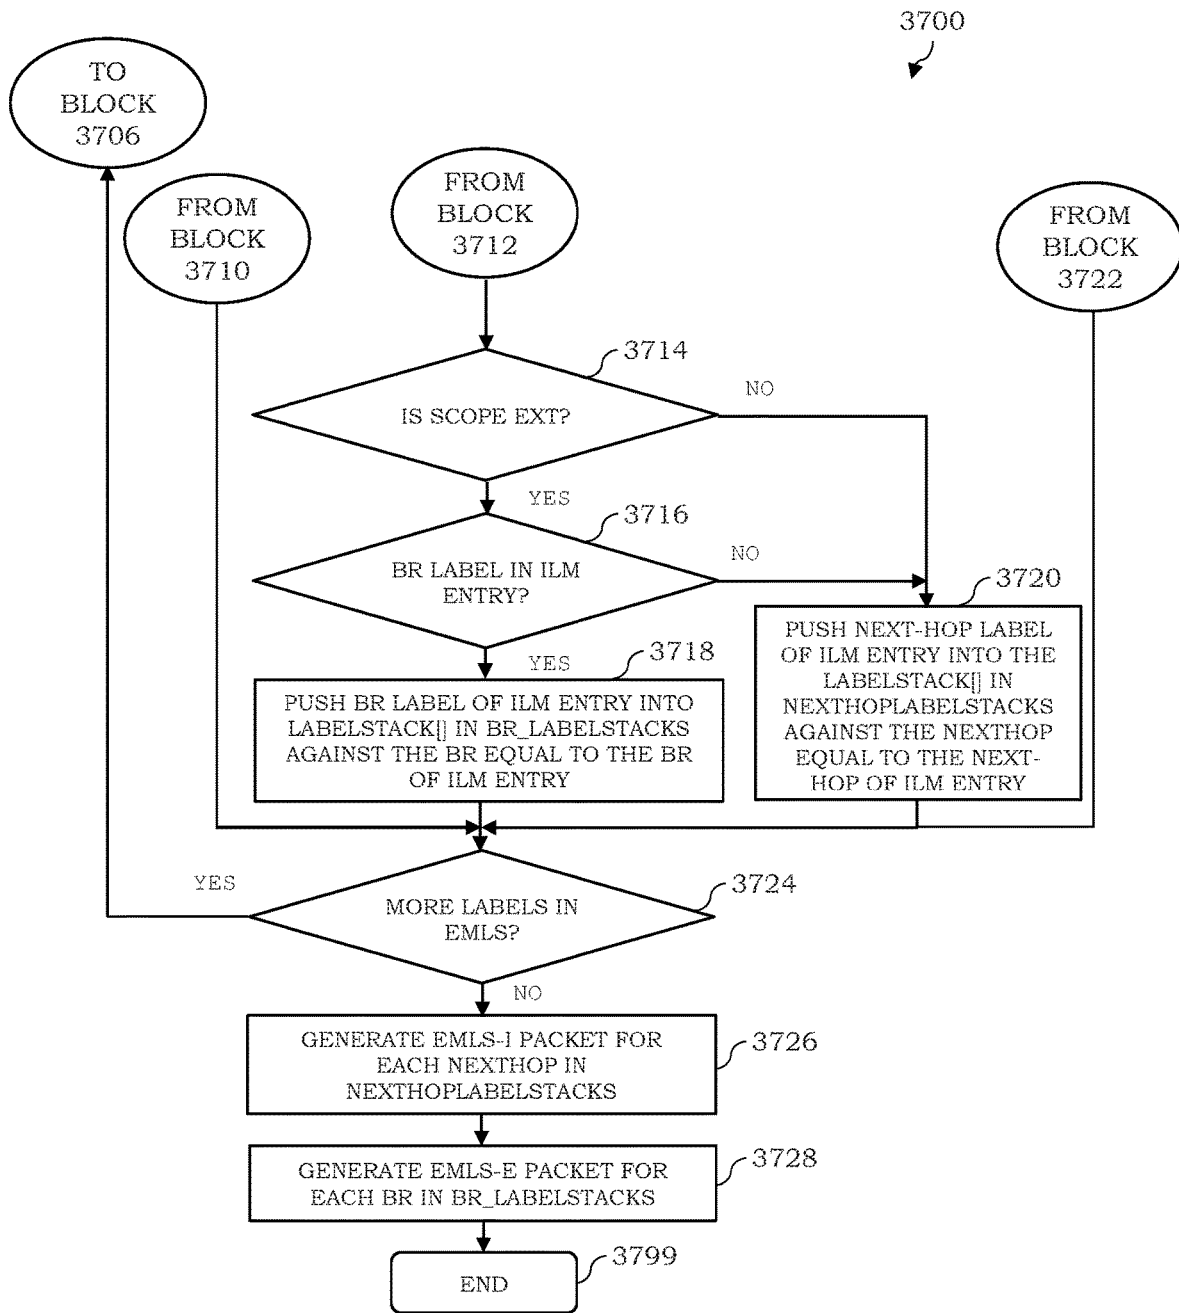 3700
TO
BLOCK
3706
FROM
BLOCK
3710
FROM
BLOCK
3712
FROM
BLOCK
3722
3714
IS SCOPE EXT?
NO
YES
3716
BR LABEL IN ILM
ENTRY?
NO
YES
3718
PUSH BR LABEL OF ILM ENTRY INTO
LABELSTACK[] IN BR_LABELSTACKS
AGAINST THE BR EQUAL TO THE BR
OF ILM ENTRY
3720
PUSH NEXT-HOP LABEL
OF ILM ENTRY INTO THE
LABELSTACK[] IN
NEXTHOPLABELSTACKS
AGAINST THE NEXTHOP
EQUAL TO THE NEXT-
HOP OF ILM ENTRY
YES
3724
MORE LABELS IN
EMLS?
NO
GENERATE EMLS-I PACKET FOR
EACH NEXTHOP IN
NEXTHOPLABELSTACKS
3726
GENERATE EMLS-E PACKET FOR
EACH BR IN BR_LABELSTACKS
3728
END
3799